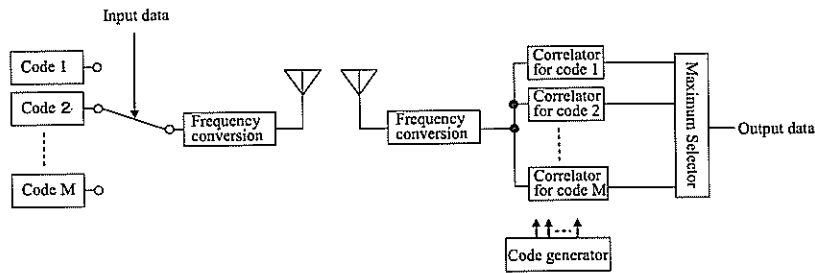 Input data
Code 1
Code 2
Code M
Frequency
conversion
Frequency
conversion
Correlator
for code 1
Correlator
for code 2
Correlator
for code M
Code generator
Maximum Selector
Output data